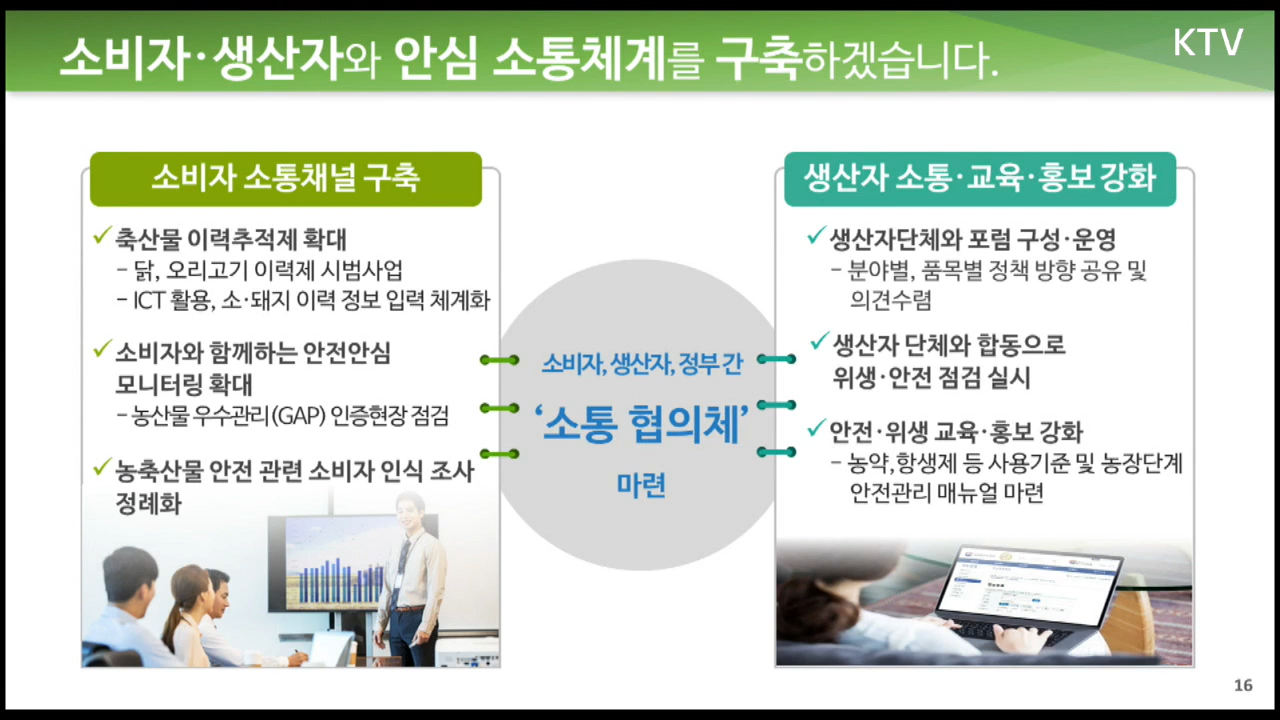 소비자·생산자와 안심 소통체계를 구축하겠습니다.
KTV
소비자 소통채널 구축
축산물 이력추적제 확대
- 닭, 오리고기 이력제 시범사업
- ICT 활용, 소·돼지 이력 정보 입력 체계화
소비자와 함께하는 안전안심
모니터링 확대
- 농산물 우수관리(GAP) 인증현장 점검
농축산물 안전 관련 소비자 인식 조사
정례화
소비자, 생산자, 정부 간
‘소통 협의체’
마련
생산자 소통·교육·홍보 강화
생산자단체와 포럼 구성·운영
- 분야별, 품목별 정책 방향 공유 및
의견수렴
생산자 단체와 합동으로
위생·안전 점검 실시
안전·위생 교육·홍보 강화
- 농약,항생제 등 사용기준 및 농장단계
안전관리 매뉴얼 마련
16